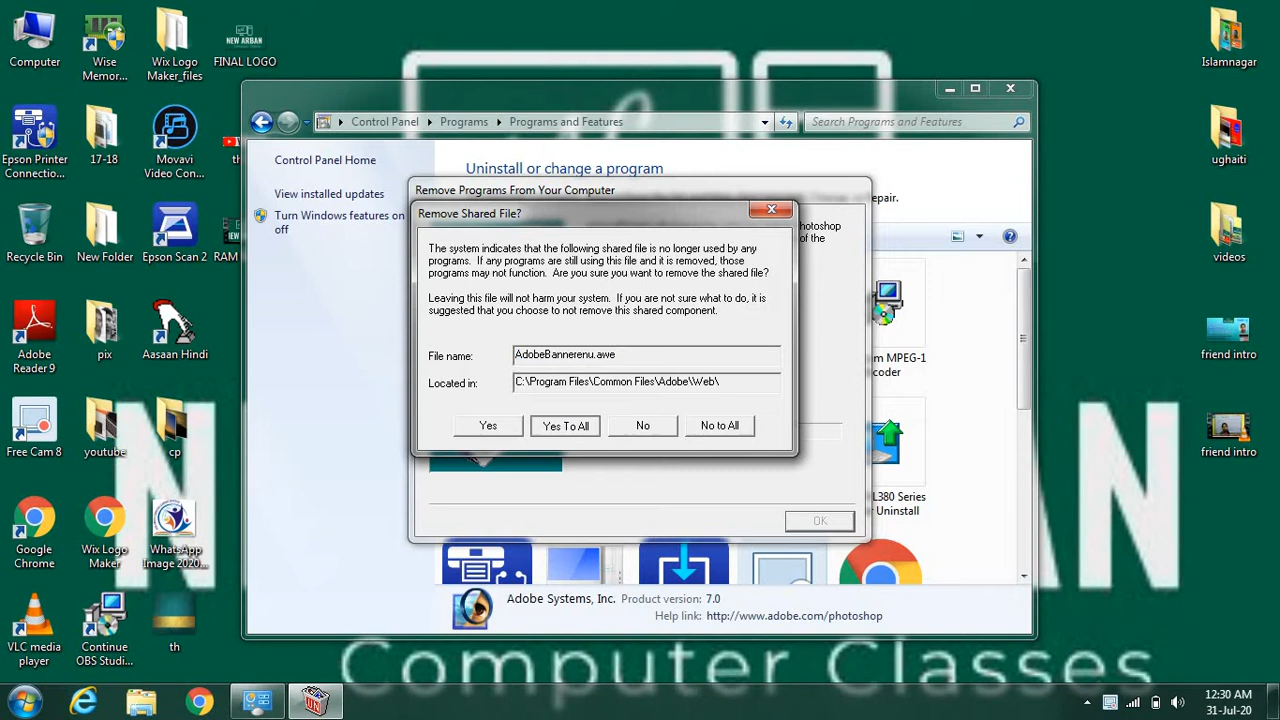 Computer
Wise
Memor...
Wix Logo
Maker_files
NEW ARBAN
FINAL LOGO
Islamnagar
Epson Printer
Connectio...
17-18
Movavi
Video Con...
th
ughaiti
Recycle Bin
New Folder
Epson Scan 2
RAM
videos
Adobe
Reader 9
pix
Aasaan Hindi
friend intro
Free Cam 8
youtube
cp
friend intro
Google
Chrome
Wix Logo
Maker
WhatsApp
Image 2020...
VLC media
player
Continue
OBS Studi...
th
Control Panel
Programs
Programs and Features
Search Programs and Features
Control Panel Home
View installed updates
Turn Windows features on
off
Uninstall or change a program
epair.
Remove Programs From Your Computer
hotoshop
of the
Remove Shared File?
The system indicates that the following shared file is no longer used by any
programs. If any programs are still using this file and it is removed, those
programs may not function. Are you sure you want to remove the shared file?
Leaving this file will not harm your system. If you are not sure what to do, it is
suggested that you choose to not remove this shared component.
File name:
AdobeBannerenu.awe
Located in:
C:\Program Files\Common Files\Adobe\Web\
Yes
Yes To All
No
No to All
m MPEG-1
coder
L380 Series
Uninstall
OK
Adobe Systems, Inc. Product version: 7.0
Help link: http://www.adobe.com/photoshop
Computer Classes
12:30 AM
31-Jul-20